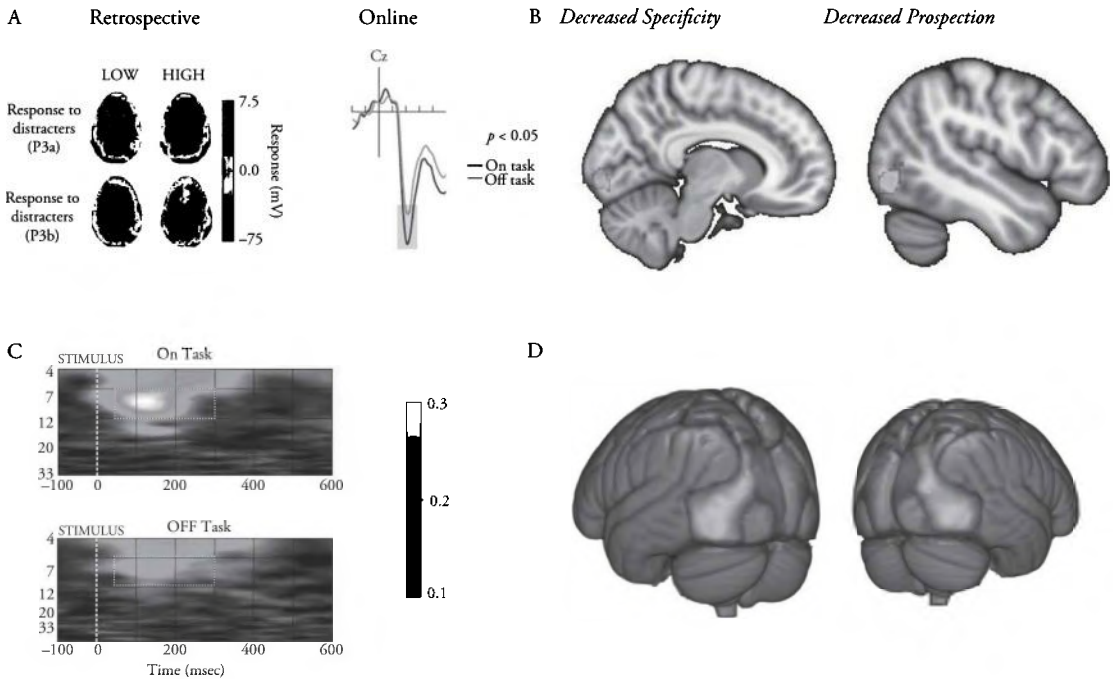 A
Retrospective
Online
LOW HIGH
Response to
distracters
(P3a)
Response to
distracters
(P3b)
7.5
0.0
−75
Response (mV)
Cz
p < 0.05
On task
Off task
B
Decreased Specificity
Decreased Prospection
C
STIMULUS
On Task
4
7
12
20
33
−100 0 200 400 600
STIMULUS
OFF Task
4
7
12
20
33
−100 0 200 400 600
Time (msec)
0.3
0.2
0.1
D